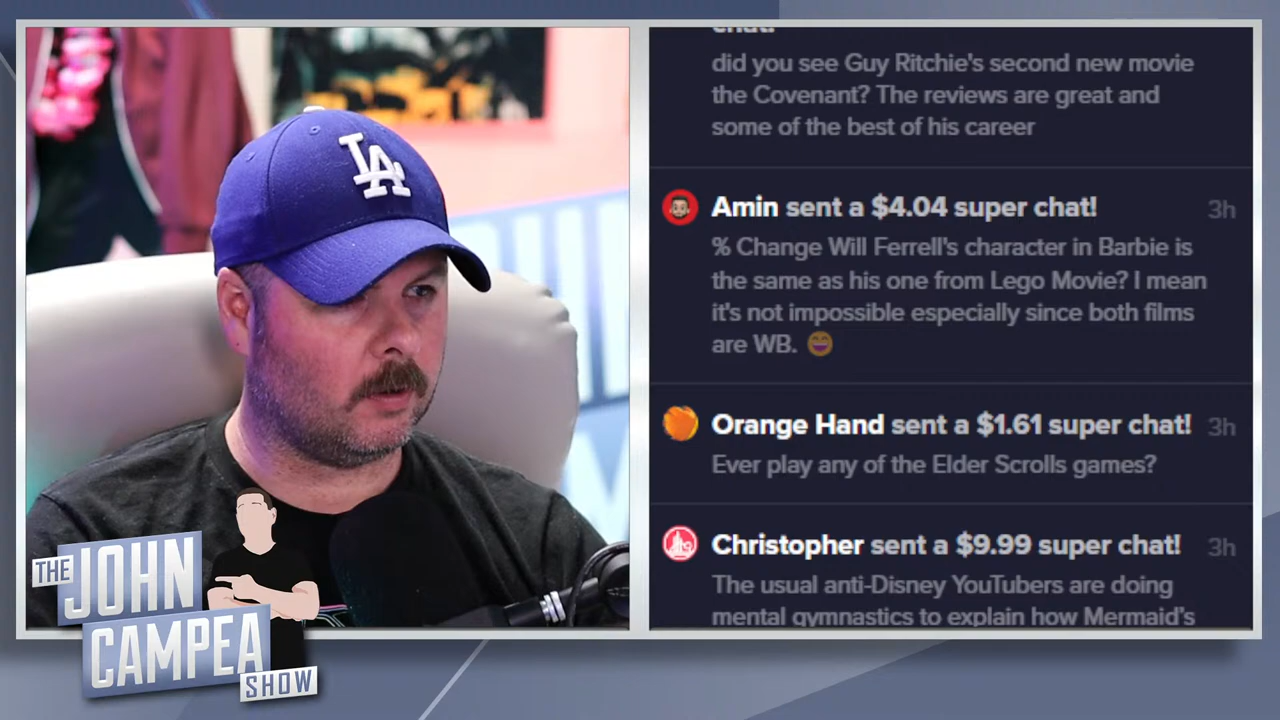 chat!
did you see Guy Ritchie's second new movie
the Covenant? The reviews are great and
some of the best of his career
Amin sent a $4.04 super chat! 3h
% Change Will Ferrell's character in Barbie is
the same as his one from Lego Movie? I mean
it's not impossible especially since both films
are WB. 😄
Orange Hand sent a $1.61 super chat! 3h
Ever play any of the Elder Scrolls games?
Christopher sent a $9.99 super chat! 3h
The usual anti-Disney YouTubers are doing
mental gymnastics to explain how Mermaid's
LA
THE
JOHN
CAMPEA
SHOW